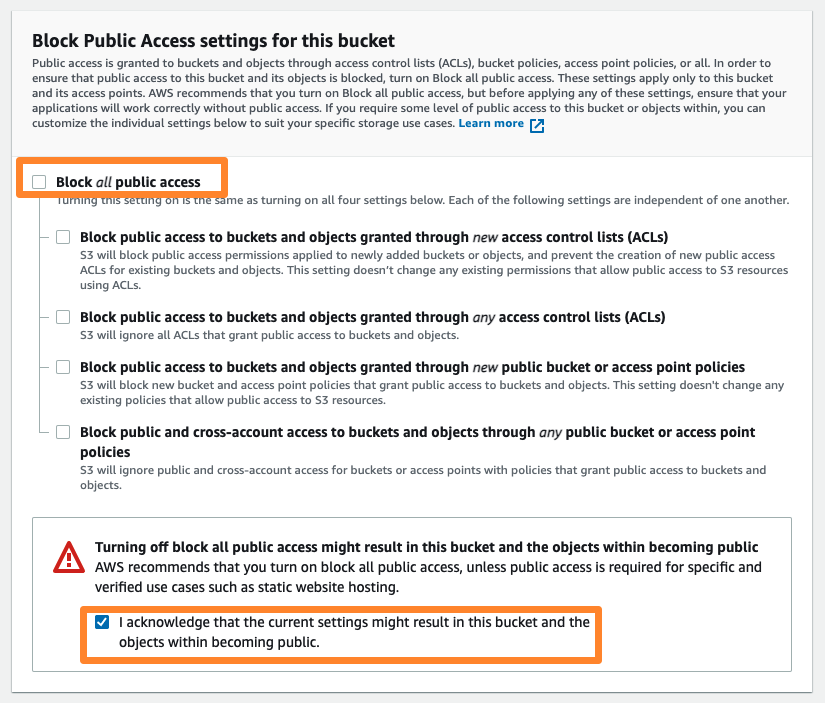 Block Public Access settings for this bucket
Public access is granted to buckets and objects through access control lists (ACLs), bucket policies, access point policies, or all. In order to
ensure that public access to this bucket and its objects is blocked, turn on Block all public access. These settings apply only to this bucket
and its access points. AWS recommends that you turn on Block all public access, but before applying any of these settings, ensure that your
applications will work correctly without public access. If you require some level of public access to this bucket or objects within, you can
customize the individual settings below to suit your specific storage use cases. Learn more
Block all public access
Turning this setting on is the same as turning on all four settings below. Each of the following settings are independent of one another.
Block public access to buckets and objects granted through new access control lists (ACLs)
S3 will block public access permissions applied to newly added buckets or objects, and prevent the creation of new public access
ACLs for existing buckets and objects. This setting doesn't change any existing permissions that allow public access to S3 resources
using ACLs.
Block public access to buckets and objects granted through any access control lists (ACLs)
S3 will ignore all ACLs that grant public access to buckets and objects.
Block public access to buckets and objects granted through new public bucket or access point policies
S3 will block new bucket and access point policies that grant public access to buckets and objects. This setting doesn't change any
existing policies that allow public access to S3 resources.
Block public and cross-account access to buckets and objects through any public bucket or access point
policies
S3 will ignore public and cross-account access for buckets or access points with policies that grant public access to buckets and
objects.
Turning off block all public access might result in this bucket and the objects within becoming public
AWS recommends that you turn on block all public access, unless public access is required for specific and
verified use cases such as static website hosting.
I acknowledge that the current settings might result in this bucket and the
objects within becoming public.